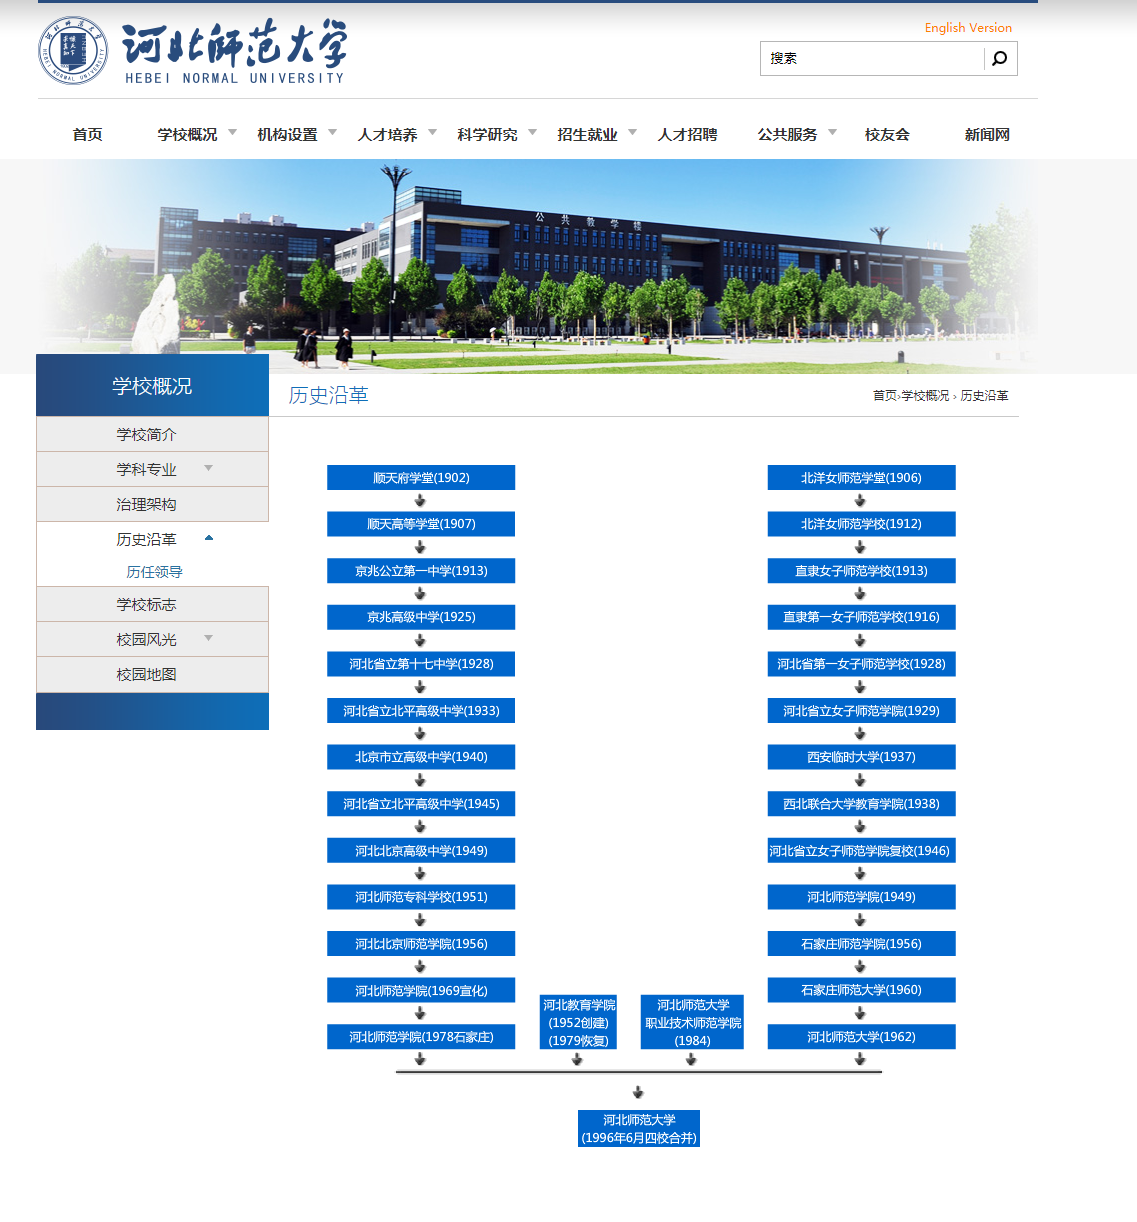 河北师范大学
HEBEI NORMAL UNIVERSITY
English Version
搜索
首页 学校概况 机构设置 人才培养 科学研究 招生就业 人才招聘 公共服务 校友会 新闻网
公共教学楼
学校概况
历史沿革
首页›学校概况 › 历史沿革
学校简介
学科专业
治理架构
历史沿革
历任领导
学校标志
校园风光
校园地图
顺天府学堂(1902)
顺天高等学堂(1907)
京兆公立第一中学(1913)
京兆高级中学(1925)
河北省立第十七中学(1928)
河北省立北平高级中学(1933)
北京市立高级中学(1940)
河北省立北平高级中学(1945)
河北北京高级中学(1949)
河北师范专科学校(1951)
河北北京师范学院(1956)
河北师范学院(1969宣化)
河北师范学院(1978石家庄)
河北教育学院
(1952创建)
(1979恢复)
河北师范大学
职业技术师范学院
(1984)
北洋女师范学堂(1906)
北洋女师范学校(1912)
直隶女子师范学校(1913)
直隶第一女子师范学校(1916)
河北省第一女子师范学校(1928)
河北省立女子师范学院(1929)
西安临时大学(1937)
西北联合大学教育学院(1938)
河北省立女子师范学院复校(1946)
河北师范学院(1949)
石家庄师范学院(1956)
石家庄师范大学(1960)
河北师范大学(1962)
河北师范大学
(1996年6月四校合并)